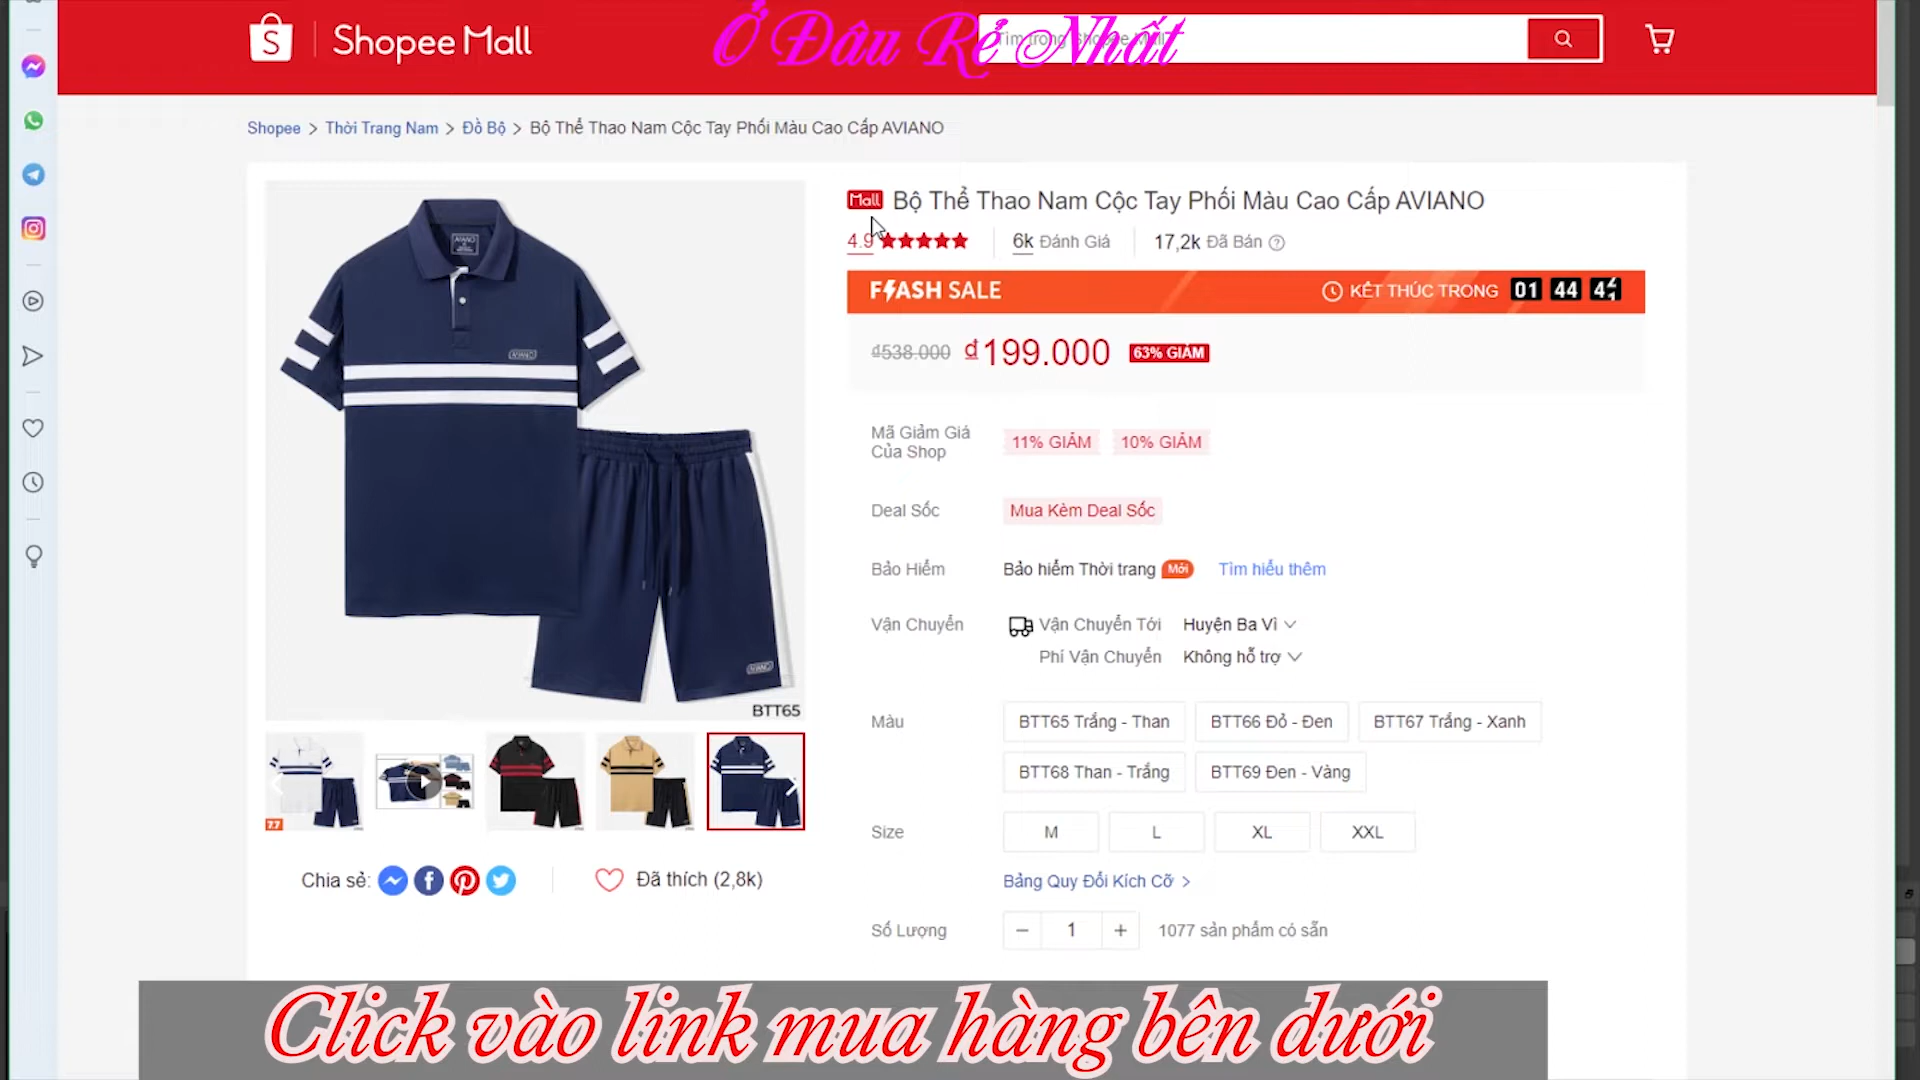 Ở Đâu Rẻ Nhất
S Shopee Mall
Shopee > Thời Trang Nam > Đồ Bộ > Bộ Thể Thao Nam Cộc Tay Phối Màu Cao Cấp AVIANO
Mall Bộ Thể Thao Nam Cộc Tay Phối Màu Cao Cấp AVIANO
4.9 6k Đánh Giá 17,2k Đã Bán ?
FLASH SALE KẾT THÚC TRONG 01 44
₫538.000 ₫199.000 63% GIẢM
Mã Giảm Giá
Của Shop
11% GIẢM 10% GIẢM
Deal Sốc Mua Kèm Deal Sốc
Bảo Hiểm Bảo hiểm Thời trang Mới Tìm hiểu thêm
Vận Chuyển Vận Chuyển Tới Huyện Ba Vì
Phí Vận Chuyển Không hỗ trợ
AVIANO
AVIANO
AVIANO
BTT65
Màu BTT65 Trắng - Than BTT66 Đỏ - Đen BTT67 Trắng - Xanh
BTT68 Than - Trắng BTT69 Đen - Vàng
7.7
Size M L XL XXL
Bảng Quy Đổi Kích Cỡ >
Chia sẻ: Đã thích (2,8k)
Số Lượng − 1 + 1077 sản phẩm có sẵn
Click vào link mua hàng bên dưới